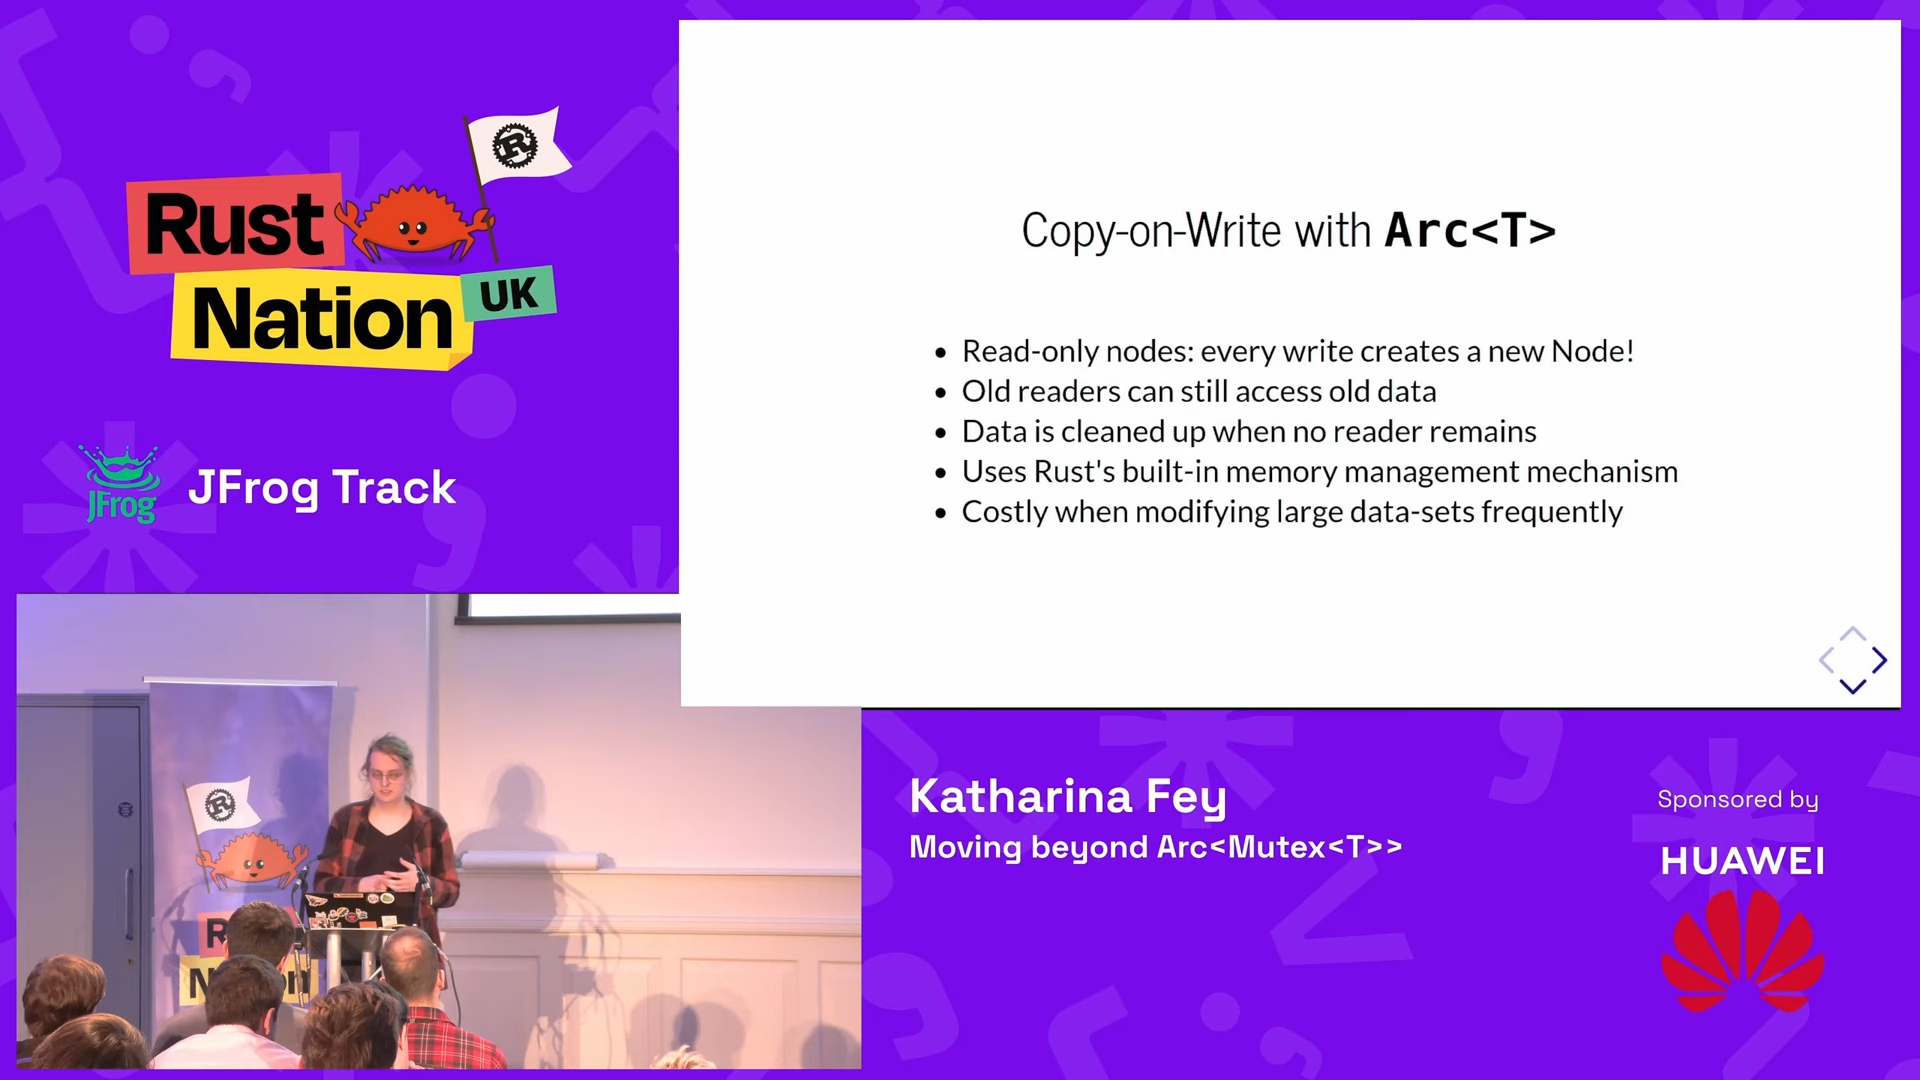 Rust
Nation
UK
JFrog
JFrog Track
Copy-on-Write with Arc<T>
• Read-only nodes: every write creates a new Node!
• Old readers can still access old data
• Data is cleaned up when no reader remains
• Uses Rust's built-in memory management mechanism
• Costly when modifying large data-sets frequently
Katharina Fey
Moving beyond Arc<Mutex<T>>
Sponsored by
HUAWEI